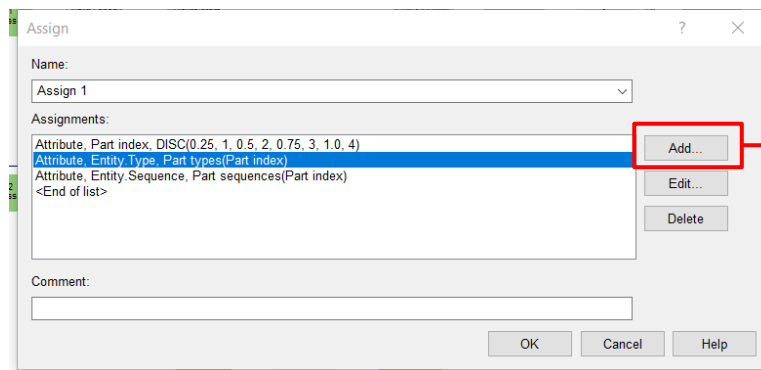 Assign
?
Name:
Assign 1
Assignments:
Attribute, Part index, DISC(0.25, 1, 0.5, 2, 0.75, 3, 1.0, 4)
Attribute, Entity.Type, Part types(Part index)
Attribute, Entity.Sequence, Part sequences(Part index)
<End of list>
Add...
Edit...
Delete
Comment:
OK Cancel Help